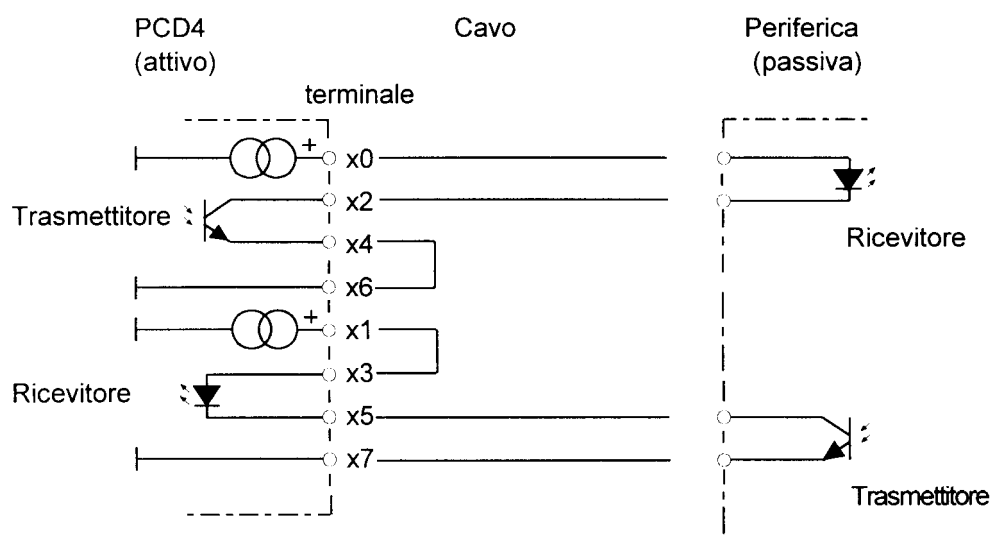 PCD4 Cavo Periferica
(attivo) (passiva)
terminale
+ x0
x2
Trasmettitore
x4
Ricevitore
x6
+ x1
x3
Ricevitore
x5
x7
Trasmettitore